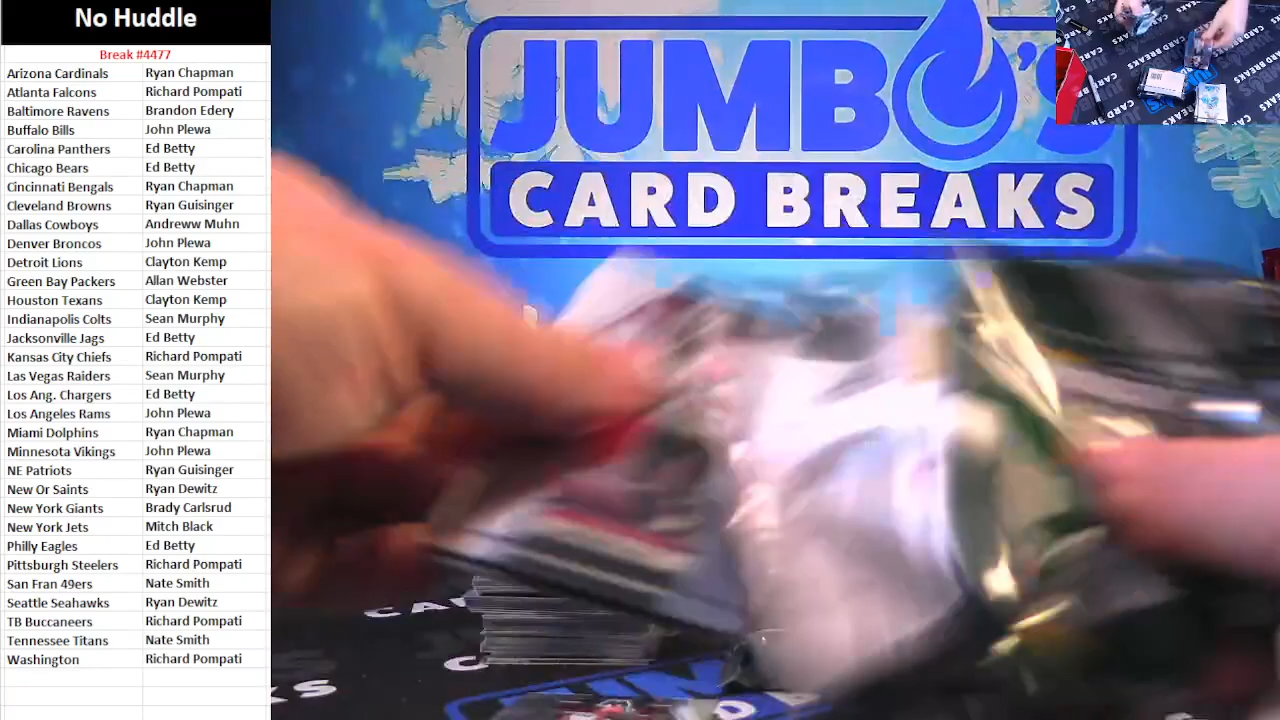 No Huddle
Break #4477
Arizona Cardinals Ryan Chapman
Atlanta Falcons Richard Pompati
Baltimore Ravens Brandon Edery
Buffalo Bills John Plewa
Carolina Panthers Ed Betty
Chicago Bears Ed Betty
Cincinnati Bengals Ryan Chapman
Cleveland Browns Ryan Guisinger
Dallas Cowboys Andreww Muhn
Denver Broncos John Plewa
Detroit Lions Clayton Kemp
Green Bay Packers Allan Webster
Houston Texans Clayton Kemp
Indianapolis Colts Sean Murphy
Jacksonville Jags Ed Betty
Kansas City Chiefs Richard Pompati
Las Vegas Raiders Sean Murphy
Los Ang. Chargers Ed Betty
Los Angeles Rams John Plewa
Miami Dolphins Ryan Chapman
Minnesota Vikings John Plewa
NE Patriots Ryan Guisinger
New Or Saints Ryan Dewitz
New York Giants Brady Carlsrud
New York Jets Mitch Black
Philly Eagles Ed Betty
Pittsburgh Steelers Richard Pompati
San Fran 49ers Nate Smith
Seattle Seahawks Ryan Dewitz
TB Buccaneers Richard Pompati
Tennessee Titans Nate Smith
Washington Richard Pompati
JUMBO'S
CARD BREAKS
CARD BREAKS